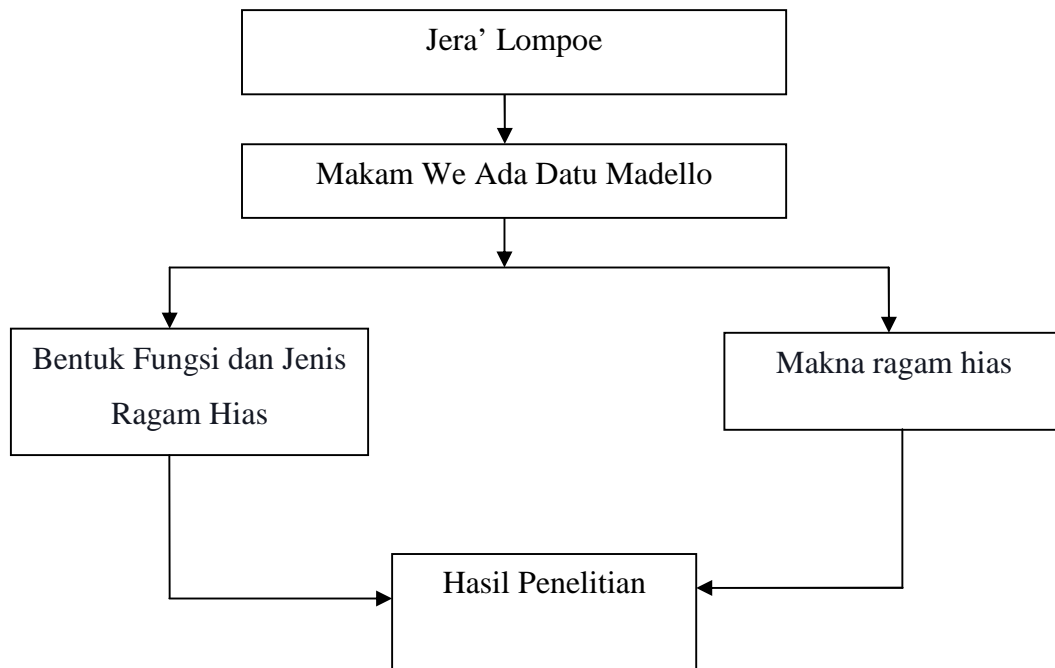 Jera’ Lompoe
Makam We Ada Datu Madello
Bentuk Fungsi dan Jenis
Ragam Hias
Makna ragam hias
Hasil Penelitian